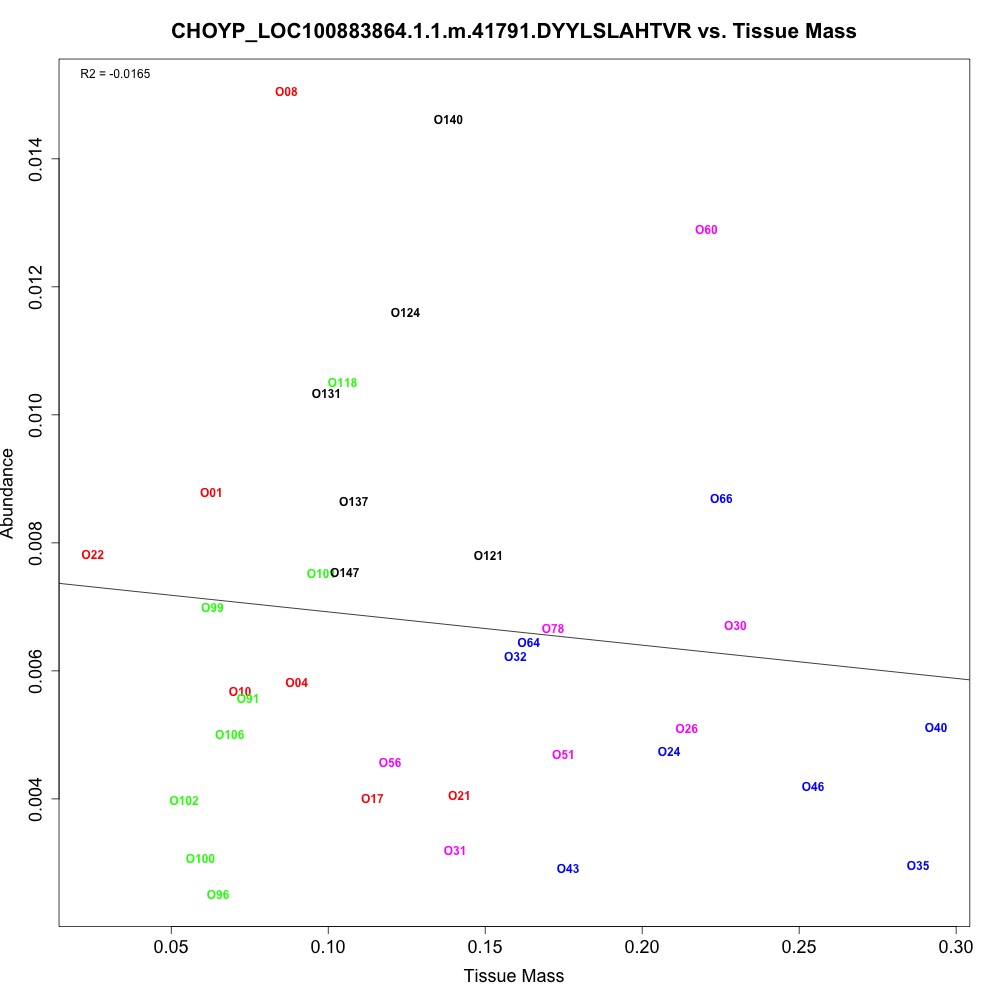 CHOYP_LOC100883864.1.1.m.41791.DYYLSLAHTVR vs. Tissue Mass
R2 = -0.0165
O08
O140
0.014
O60
0.012
O124
O118
O131
0.010
O01
O66
O137
Abundance
0.008
O22
O121
O147
O99
O78
O30
O64
O32
0.006
O04
O10
O91
O106
O26
O40
O24
O51
O56
O46
0.004
O102
O17
O21
O31
O100
O43
O35
O96
0.05 0.10 0.15 0.20 0.25 0.30
Tissue Mass